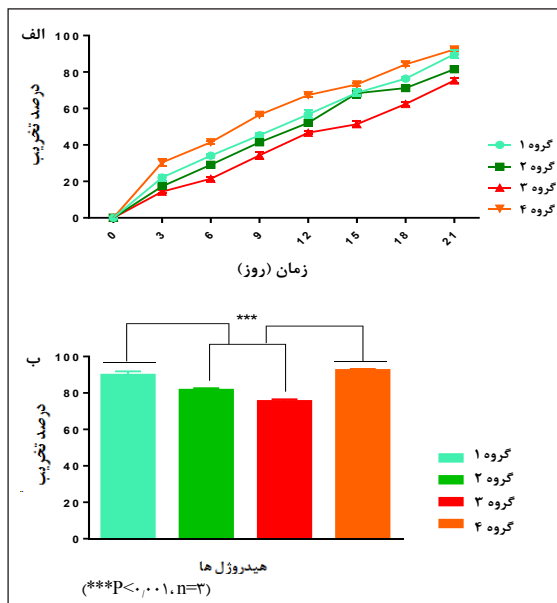 الف
100
80
60
40
20
0
درصد تخریب
0 3 6 9 12 15 18 21
زمان (روز)
گروه ۱
گروه ۲
گروه ۳
گروه ۴
ب
***
100
80
60
40
20
0
درصد تخریب
گروه ۱
گروه ۲
گروه ۳
گروه ۴
هیدروژل ها
(***P<۰/۰۰۱، n=۳)